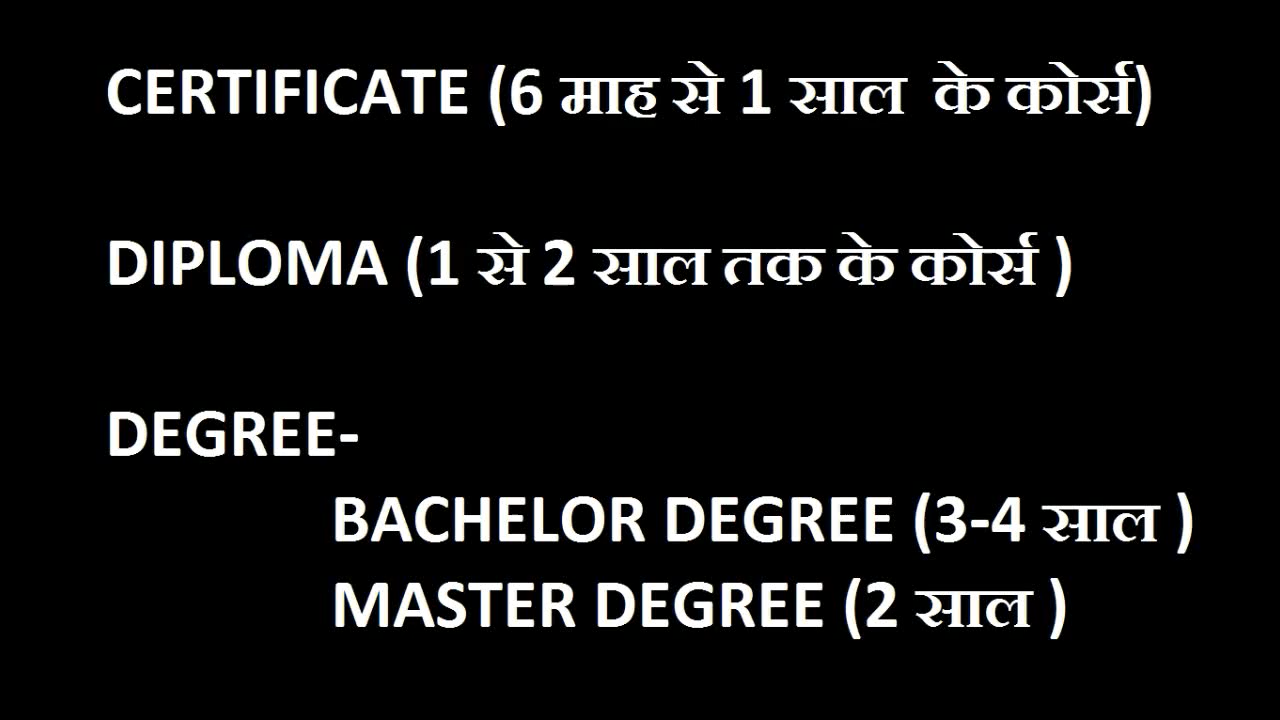 CERTIFICATE (6 माह से 1 साल के कोर्स)
DIPLOMA (1 से 2 साल तक के कोर्स )
DEGREE-
BACHELOR DEGREE (3-4 साल )
MASTER DEGREE (2 साल )